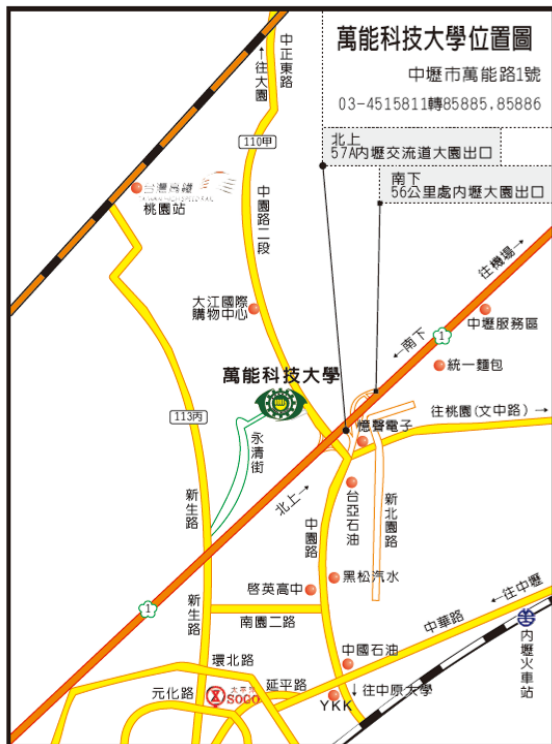 萬能科技大學位置圖
中壢市萬能路1號
03-4515811轉85885.85886
北上
57A內壢交流道大園出口
南下
56公里處內壢大園出口
中正東路
←往大園
110甲
台灣高鐵
桃園站
中園路二段
往機場→
大江國際
購物中心
中壢服務區
←南下
1
統一麵包
萬能科技大學
113丙
往桃園(文中路)→
憶聲電子
永清街
北上→
台亞石油
新北園路
新生路
中園路
黑松汽水
啓英高中
←往中壢
1
新生路
南園二路
中華路
內壢火車站
環北路
中國石油
元化路
太平洋
SOGO
延平路
↓往中原大學
YKK